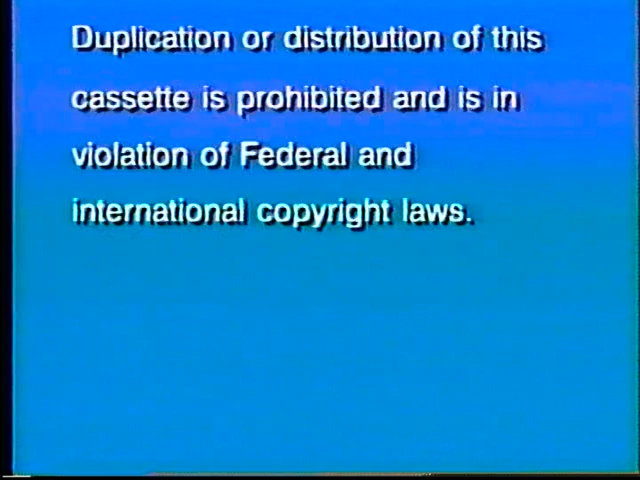 Duplication or distribution of this
cassette is prohibited and is in
violation of Federal and
international copyright laws.